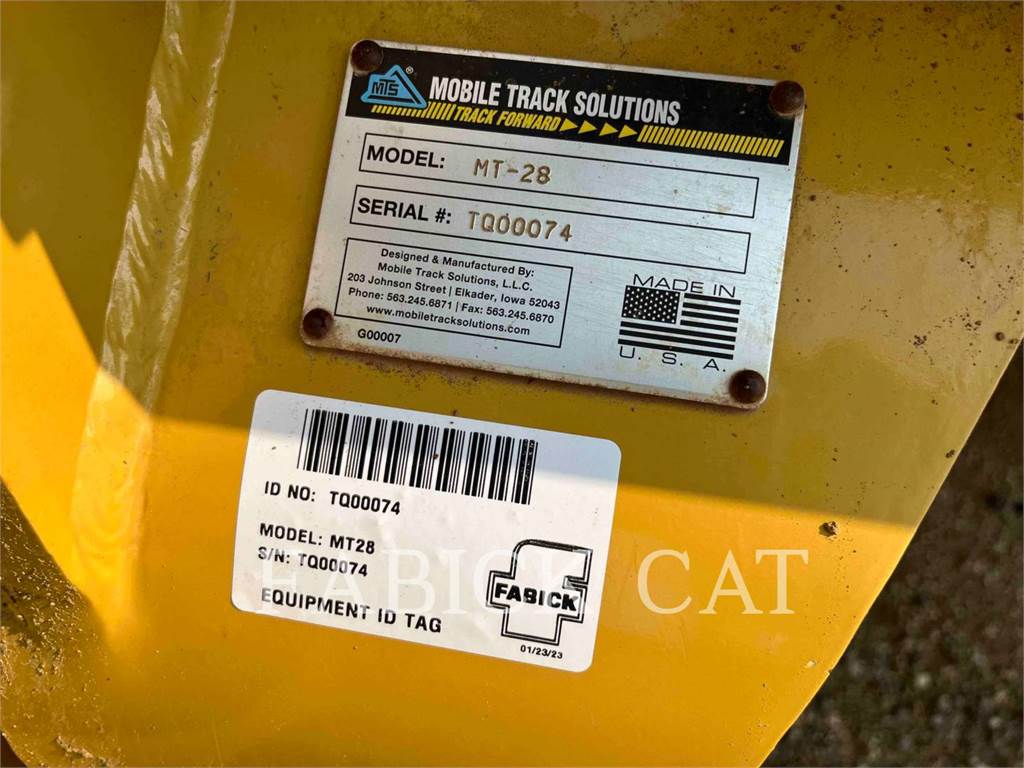 MTS®
MOBILE TRACK SOLUTIONS
TRACK FORWARD
MODEL: MT-28
SERIAL #: TQ00074
Designed & Manufactured By:
Mobile Track Solutions, L.L.C.
203 Johnson Street | Elkader, Iowa 52043
Phone: 563.245.6871 | Fax: 563.245.6870
www.mobiletracksolutions.com
G00007
MADE IN
U. S. A.
ID NO: TQ00074
MODEL: MT28
S/N: TQ00074
EQUIPMENT ID TAG
FABICK
01/23/23
FABICK CAT